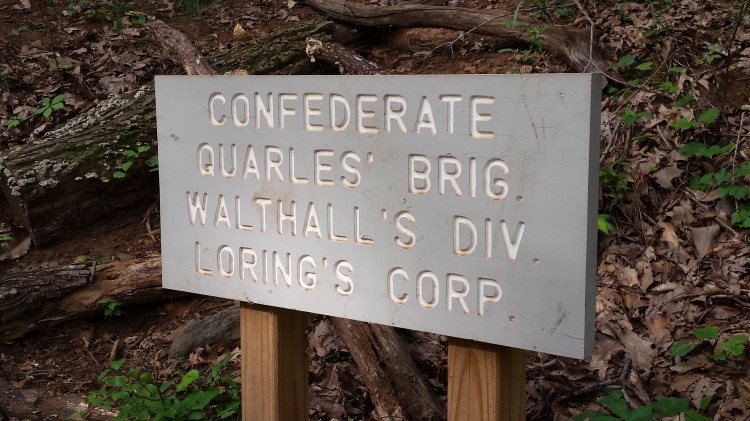 CONFEDERATE
QUARLES' BRIG.
WALTHALL'S DIV.
LORING'S CORP.